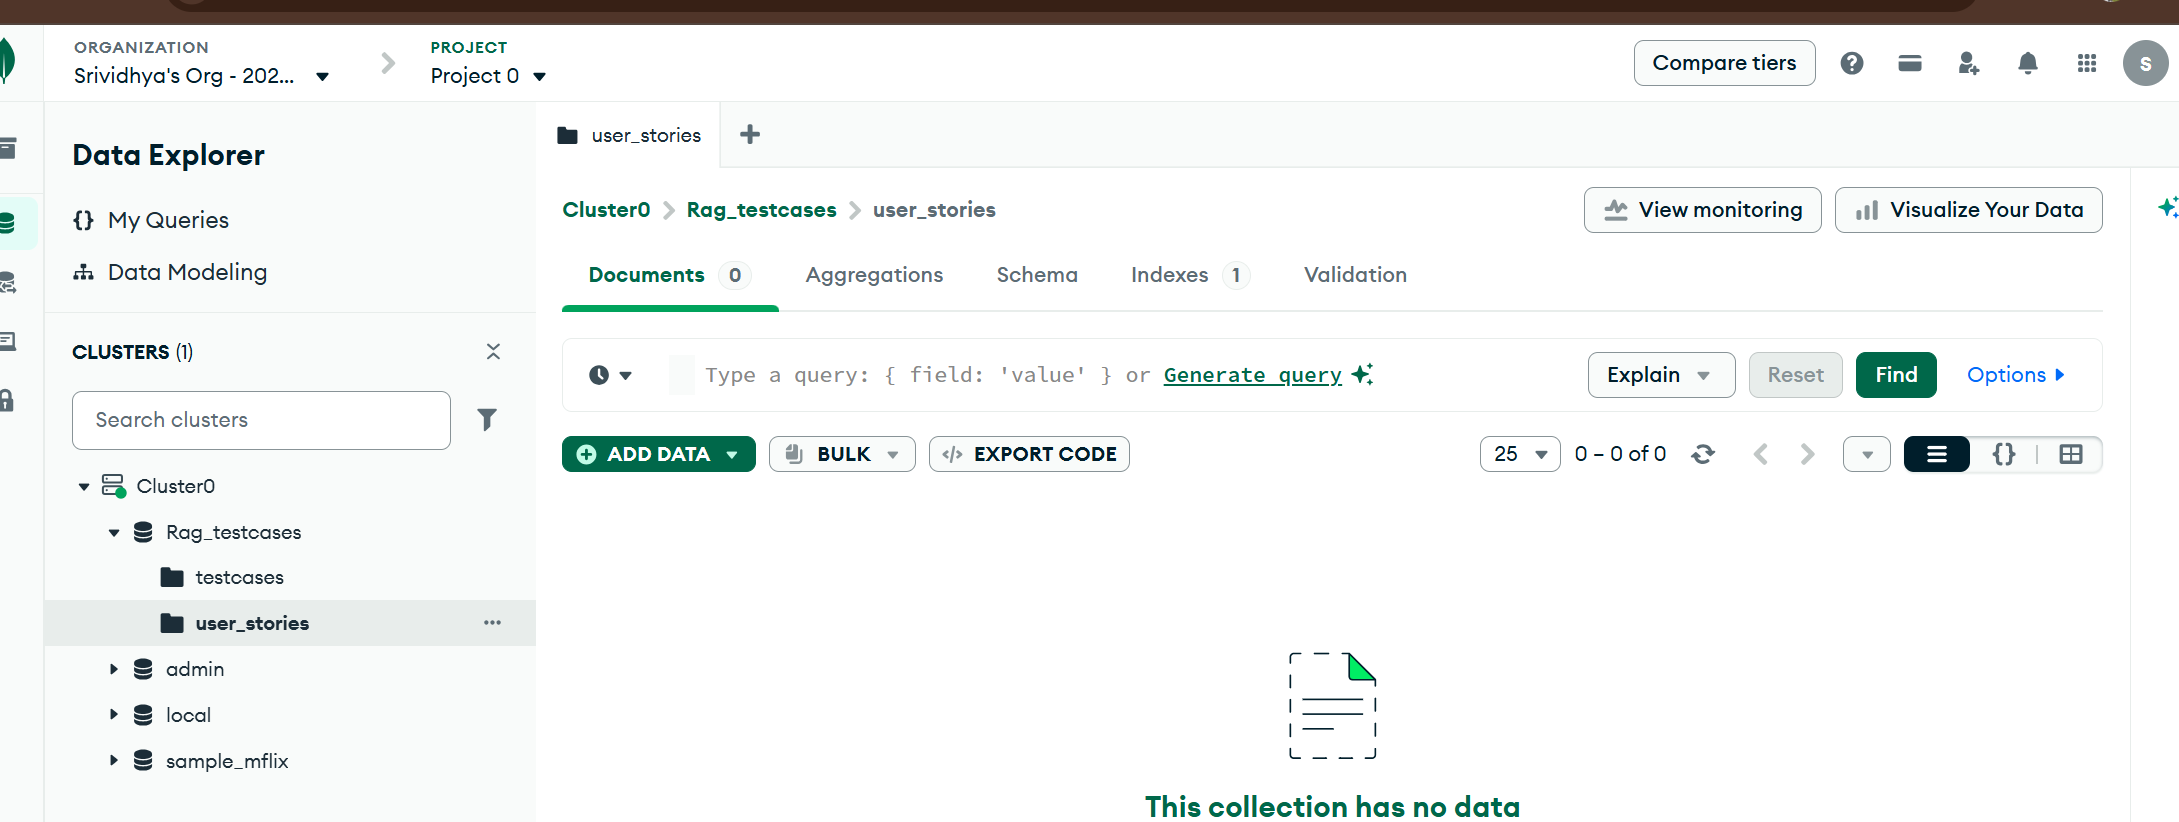 ORGANIZATION
Srividhya's Org - 202...
PROJECT
Project 0
Compare tiers
S
Data Explorer
My Queries
Data Modeling
CLUSTERS (1)
Search clusters
Cluster0
Rag_testcases
testcases
user_stories
admin
local
sample_mflix
user_stories
Cluster0 > Rag_testcases > user_stories
View monitoring
Visualize Your Data
Documents 0
Aggregations
Schema
Indexes 1
Validation
Type a query: { field: 'value' } or Generate query
Explain
Reset
Find
Options
ADD DATA
BULK
EXPORT CODE
25
0 – 0 of 0
This collection has no data